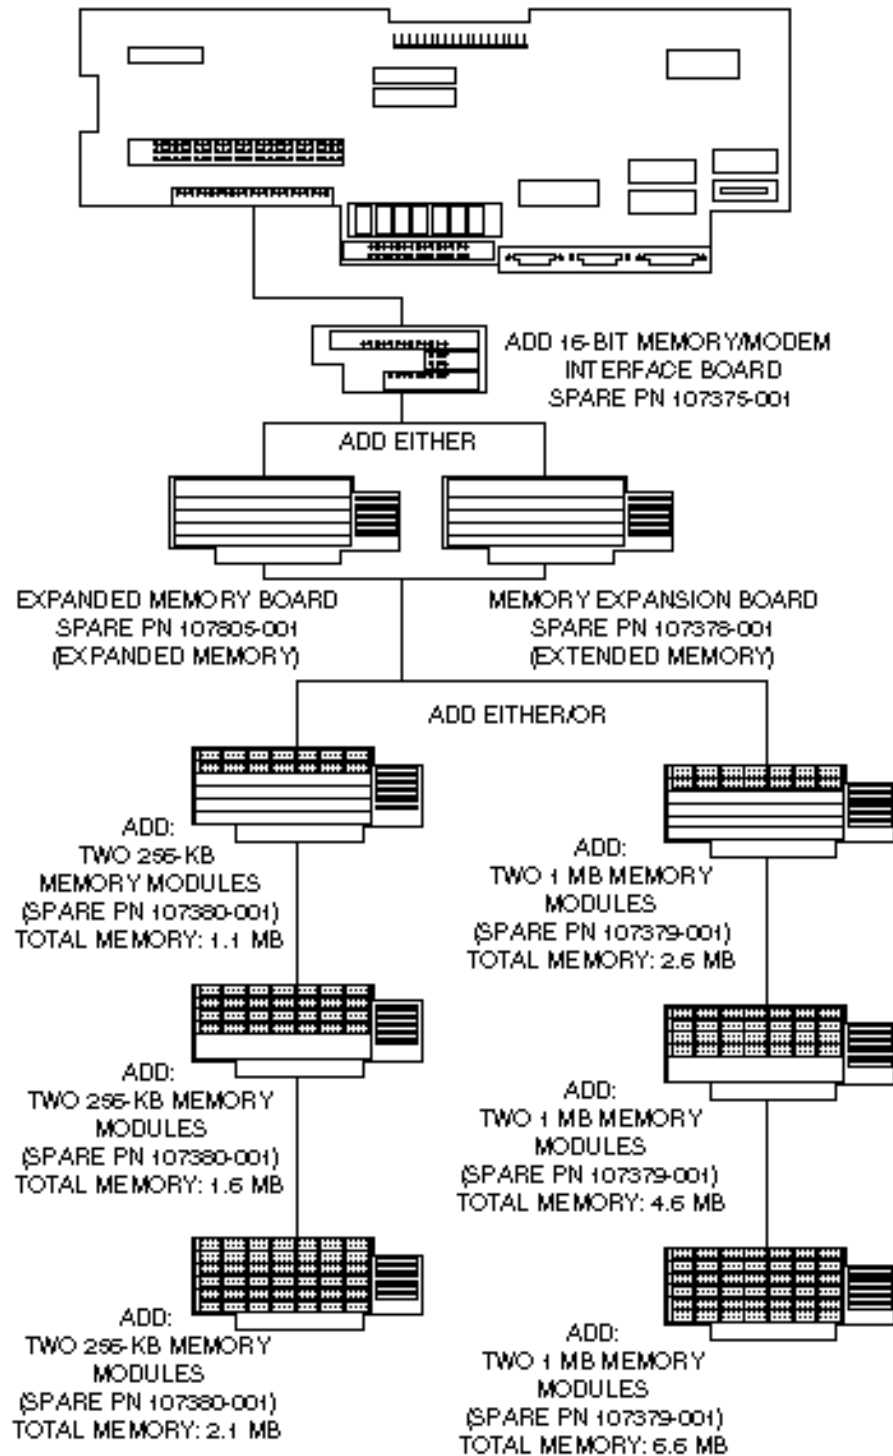 ADD 16-BIT MEMORY/MODEM
INTERFACE BOARD
SPARE PN 107375-001
ADD EITHER
EXPANDED MEMORY BOARD
SPARE PN 107805-001
(EXPANDED MEMORY)
MEMORY EXPANSION BOARD
SPARE PN 107378-001
(EXTENDED MEMORY)
ADD EITHER/OR
ADD:
TWO 256-KB
MEMORY MODULES
(SPARE PN 107380-001)
TOTAL MEMORY: 1.1 MB
ADD:
TWO 1 MB MEMORY
MODULES
(SPARE PN 107379-001)
TOTAL MEMORY: 2.6 MB
ADD:
TWO 256-KB MEMORY
MODULES
(SPARE PN 107380-001)
TOTAL MEMORY: 1.6 MB
ADD:
TWO 1 MB MEMORY
MODULES
(SPARE PN 107379-001)
TOTAL MEMORY: 4.6 MB
ADD:
TWO 256-KB MEMORY
MODULES
(SPARE PN 107380-001)
TOTAL MEMORY: 2.1 MB
ADD:
TWO 1 MB MEMORY
MODULES
(SPARE PN 107379-001)
TOTAL MEMORY: 6.6 MB